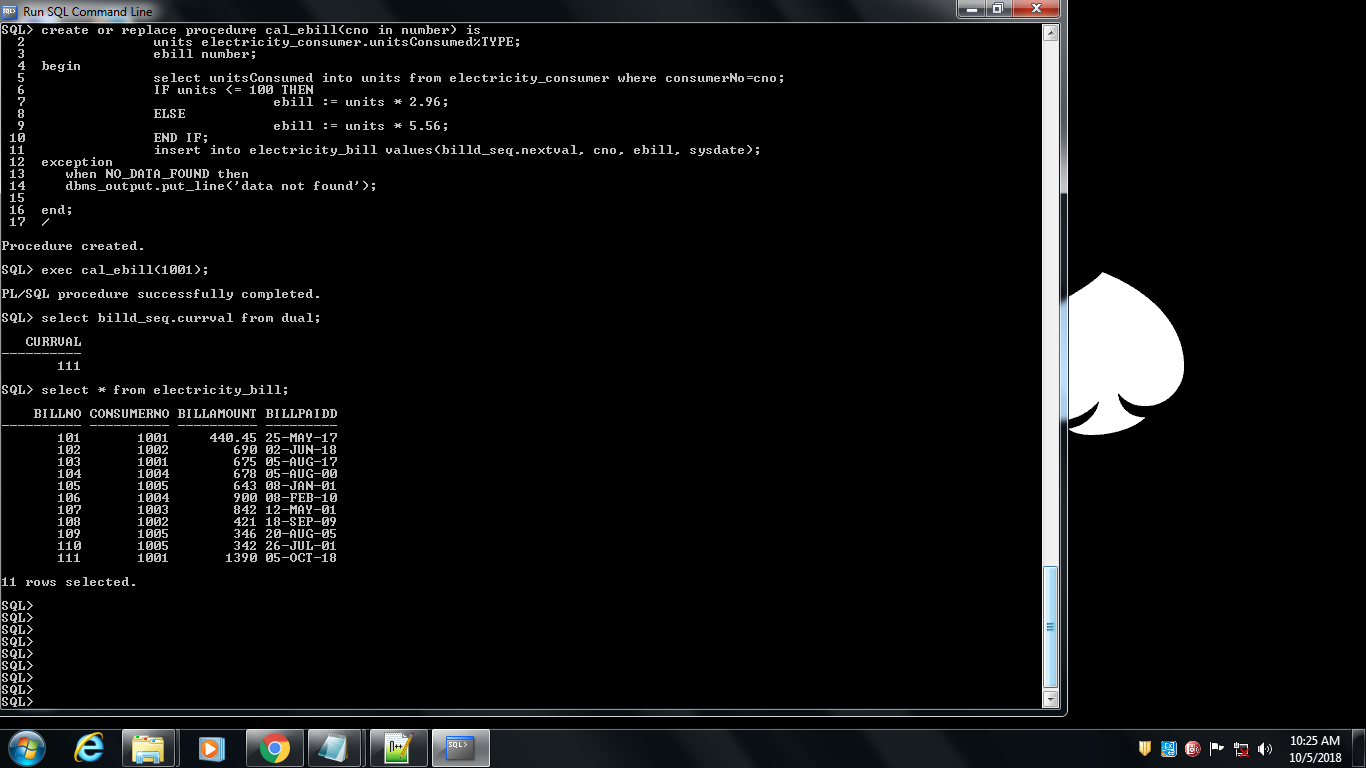 Run SQL Command Line
SQL> create or replace procedure cal_ebill(cno in number) is
2 units electricity_consumer.unitsConsumed%TYPE;
3 ebill number;
4 begin
5 select unitsConsumed into units from electricity_consumer where consumerNo=cno;
6 IF units <= 100 THEN
7 ebill := units * 2.96;
8 ELSE
9 ebill := units * 5.56;
10 END IF;
11 insert into electricity_bill values(billd_seq.nextval, cno, ebill, sysdate);
12 exception
13 when NO_DATA_FOUND then
14 dbms_output.put_line('data not found');
15
16 end;
17 /
Procedure created.
SQL> exec cal_ebill(1001);
PL/SQL procedure successfully completed.
SQL> select billd_seq.currval from dual;
CURRVAL
----------
111
SQL> select * from electricity_bill;
BILLNO CONSUMERNO BILLAMOUNT BILLPAIDD
---------- ---------- ---------- ---------
101 1001 440.45 25-MAY-17
102 1002 690 02-JUN-18
103 1001 675 05-AUG-17
104 1004 678 05-AUG-00
105 1005 643 08-JAN-01
106 1004 900 08-FEB-10
107 1003 842 12-MAY-01
108 1002 421 18-SEP-09
109 1005 346 20-AUG-05
110 1005 342 26-JUL-01
111 1001 1390 05-OCT-18
11 rows selected.
SQL>
SQL>
SQL>
SQL>
SQL>
SQL>
SQL>
SQL>
SQL>
10:25 AM
10/5/2018